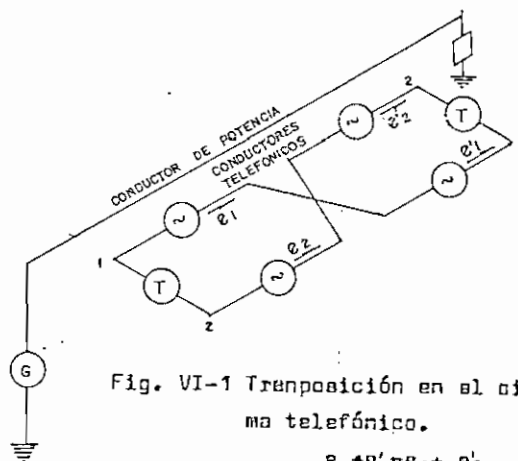 CONDUCTOR DE POTENCIA
CONDUCTORES
TELEFONICOS
2
T
~
e'2
~
e'1
~
e1
1
T
~
e2
2
G
Fig. VI-1 Trenposición en el ci
ma telefónico.